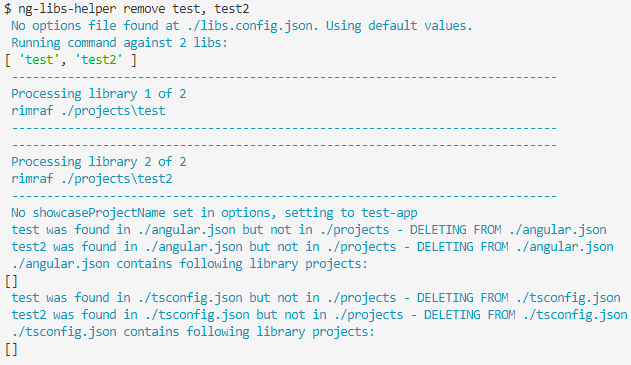 $ ng-libs-helper remove test, test2
No options file found at ./libs.config.json. Using default values.
Running command against 2 libs:
[ 'test', 'test2' ]
------------------------------------------------------------------------------
Processing library 1 of 2
rimraf ./projects\test
------------------------------------------------------------------------------
------------------------------------------------------------------------------
Processing library 2 of 2
rimraf ./projects\test2
------------------------------------------------------------------------------
No showcaseProjectName set in options, setting to test-app
test was found in ./angular.json but not in ./projects - DELETING FROM ./angular.json
test2 was found in ./angular.json but not in ./projects - DELETING FROM ./angular.json
./angular.json contains following library projects:
[]
test was found in ./tsconfig.json but not in ./projects - DELETING FROM ./tsconfig.json
test2 was found in ./tsconfig.json but not in ./projects - DELETING FROM ./tsconfig.json
./tsconfig.json contains following library projects:
[]